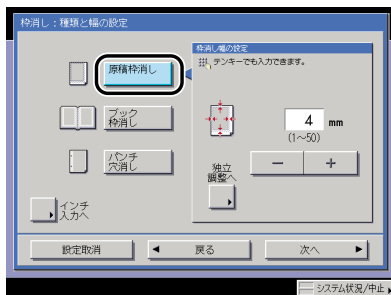 枠消し：種類と幅の設定
原稿枠消し
ブック
枠消し
パンチ
穴消し
インチ
入力へ
枠消し幅の設定
テンキーでも入力できます。
4 mm
(1～50)
－ ＋
独立
調整へ
設定取消
戻る
次へ
システム状況/中止